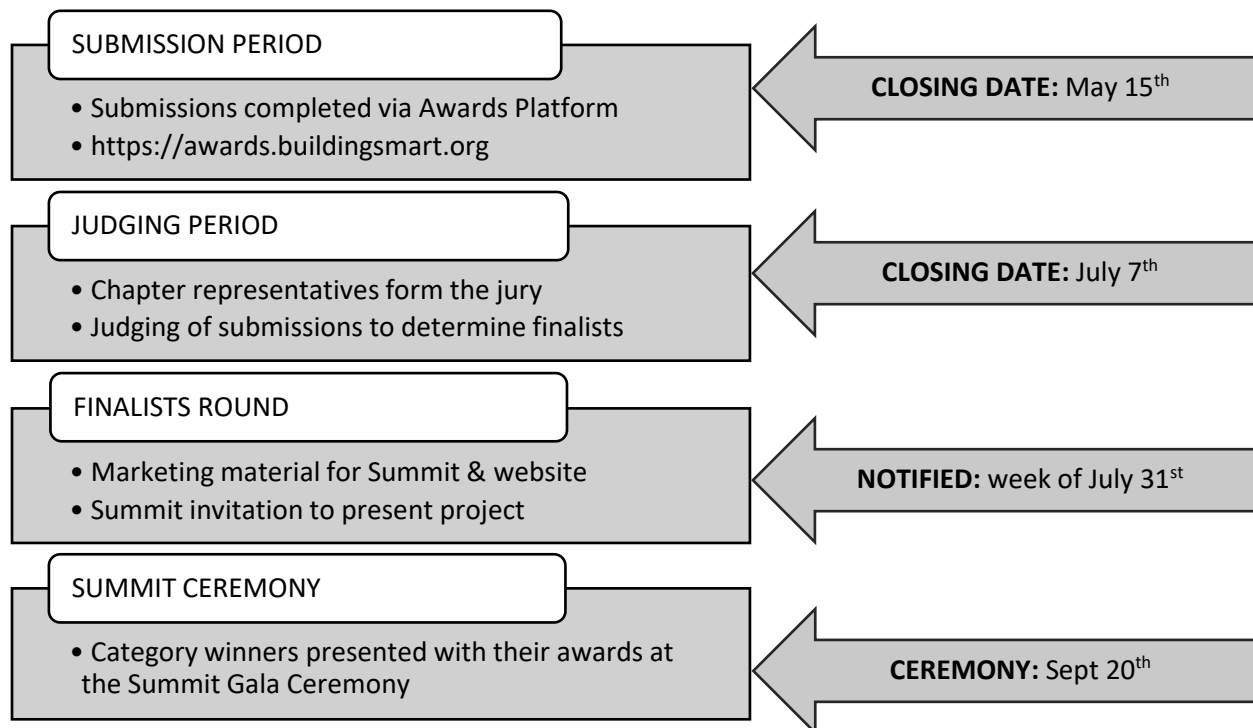 SUBMISSION PERIOD
• Submissions completed via Awards Platform
• https://awards.buildingsmart.org
CLOSING DATE: May 15th
JUDGING PERIOD
• Chapter representatives form the jury
• Judging of submissions to determine finalists
CLOSING DATE: July 7th
FINALISTS ROUND
• Marketing material for Summit & website
• Summit invitation to present project
NOTIFIED: week of July 31st
SUMMIT CEREMONY
• Category winners presented with their awards at
the Summit Gala Ceremony
CEREMONY: Sept 20th